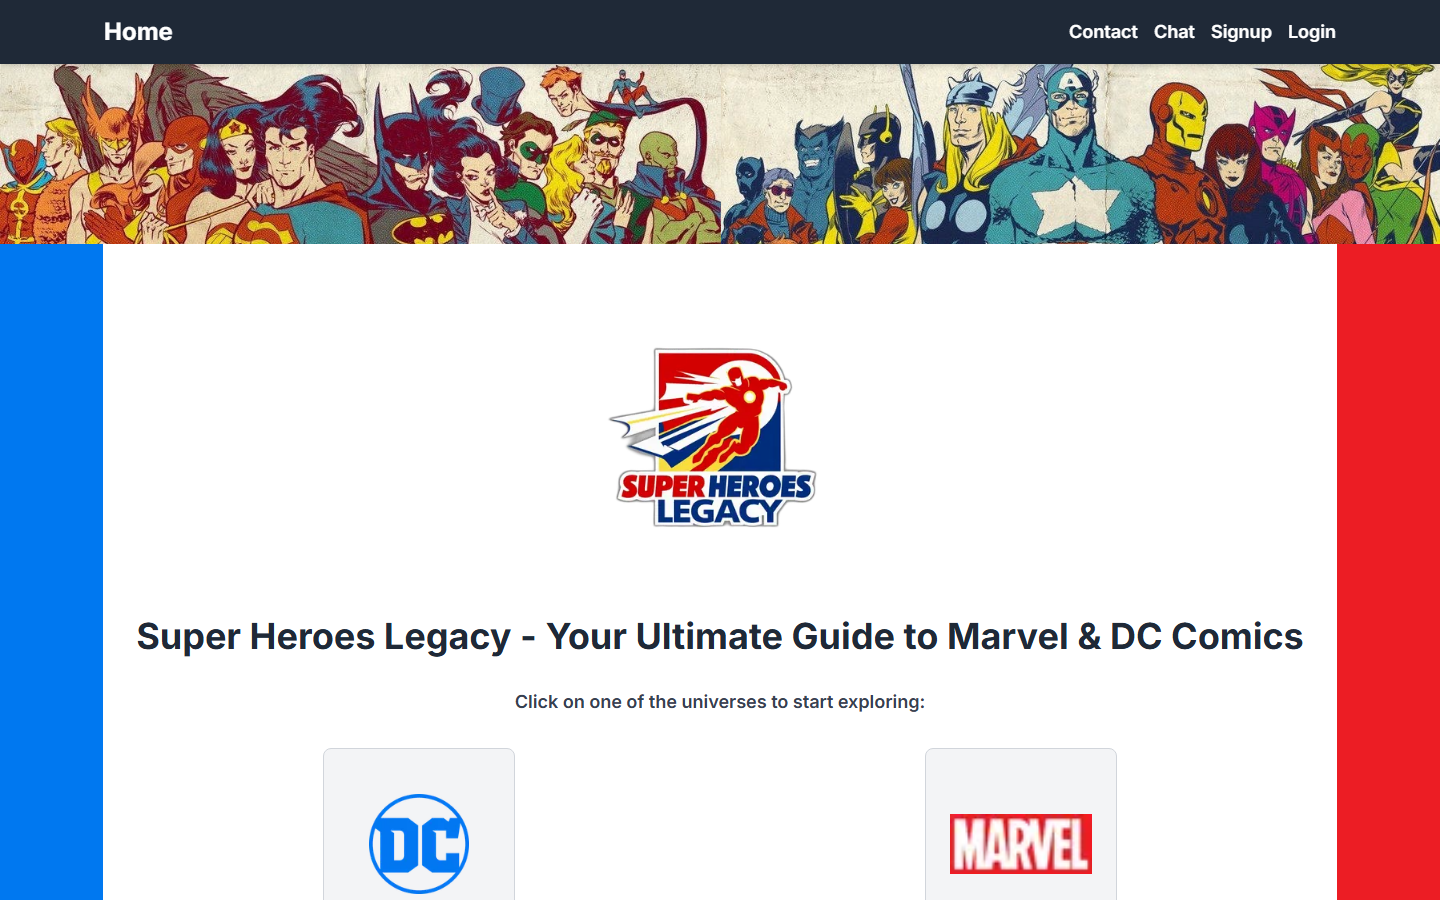 Home
Contact Chat Signup Login
SUPER HEROES
LEGACY
Super Heroes Legacy - Your Ultimate Guide to Marvel & DC Comics
Click on one of the universes to start exploring:
DC
MARVEL